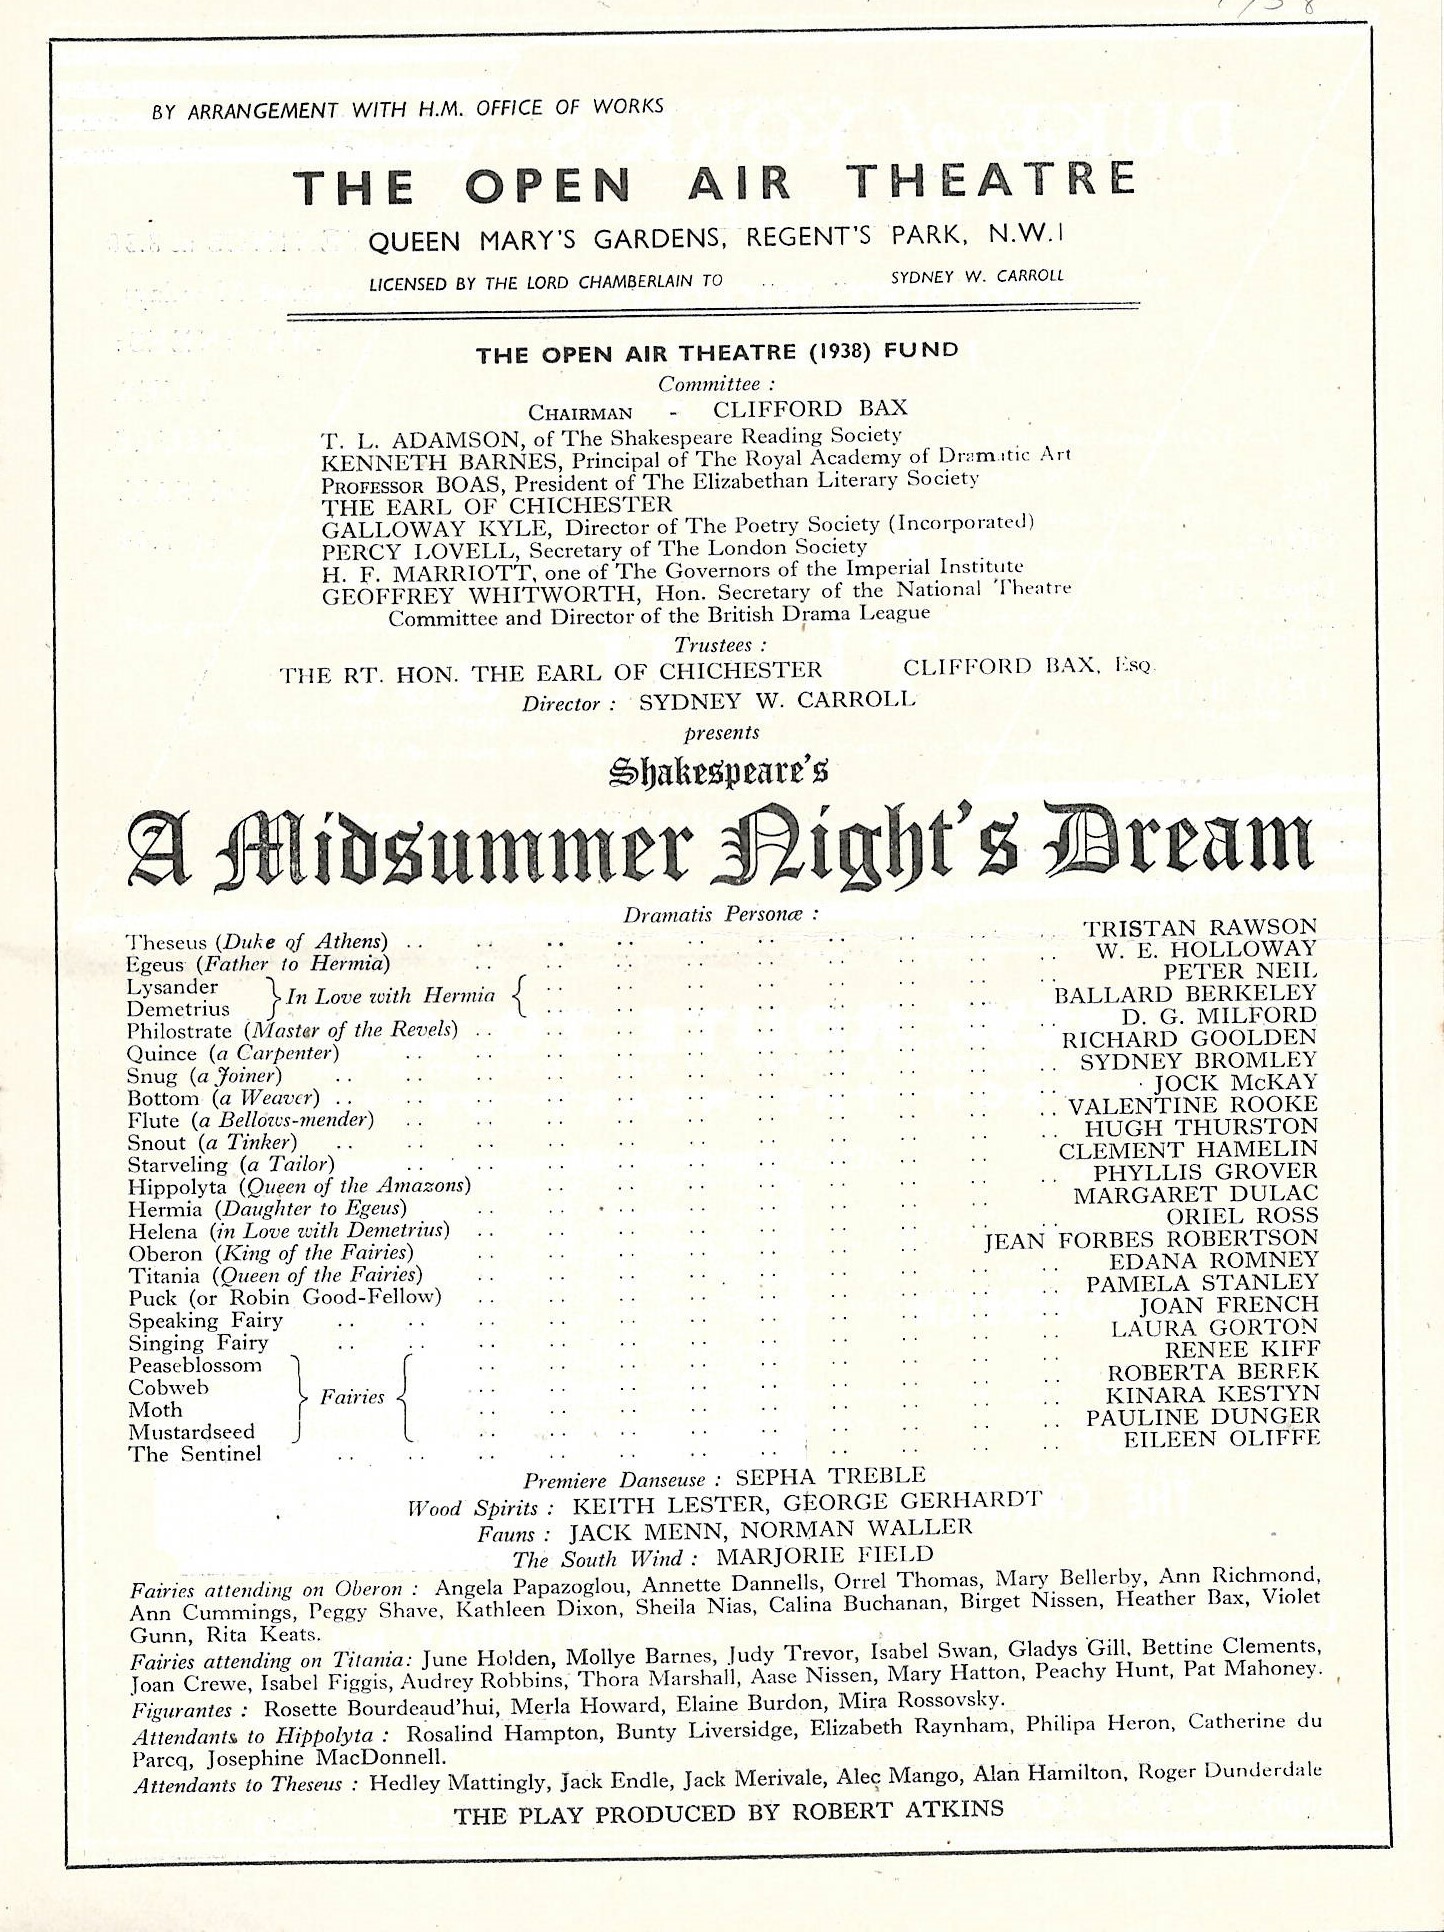 BY ARRANGEMENT WITH H.M. OFFICE OF WORKS
THE OPEN AIR THEATRE
QUEEN MARY'S GARDENS, REGENT'S PARK, N.W.1
LICENSED BY THE LORD CHAMBERLAIN TO .. .. SYDNEY W. CARROLL
THE OPEN AIR THEATRE (1938) FUND
Committee :
CHAIRMAN - CLIFFORD BAX
T. L. ADAMSON, of The Shakespeare Reading Society
KENNETH BARNES, Principal of The Royal Academy of Dramatic Art
PROFESSOR BOAS, President of The Elizabethan Literary Society
THE EARL OF CHICHESTER
GALLOWAY KYLE, Director of The Poetry Society (Incorporated)
PERCY LOVELL, Secretary of The London Society
H. F. MARRIOTT, one of The Governors of the Imperial Institute
GEOFFREY WHITWORTH, Hon. Secretary of the National Theatre
Committee and Director of the British Drama League
Trustees :
THE RT. HON. THE EARL OF CHICHESTER CLIFFORD BAX, Esq.
Director : SYDNEY W. CARROLL
presents
Shakespeare's
A Midsummer Night's Dream
Dramatis Personæ :
Theseus (Duke of Athens) .. TRISTAN RAWSON
Egeus (Father to Hermia) .. W. E. HOLLOWAY
Lysander } In Love with Hermia { .. PETER NEIL
Demetrius .. BALLARD BERKELEY
Philostrate (Master of the Revels) .. D. G. MILFORD
Quince (a Carpenter) .. RICHARD GOOLDEN
Snug (a Joiner) .. SYDNEY BROMLEY
Bottom (a Weaver) .. JOCK McKAY
Flute (a Bellows-mender) .. VALENTINE ROOKE
Snout (a Tinker) .. HUGH THURSTON
Starveling (a Tailor) .. CLEMENT HAMELIN
Hippolyta (Queen of the Amazons) .. PHYLLIS GROVER
Hermia (Daughter to Egeus) .. MARGARET DULAC
Helena (in Love with Demetrius) .. ORIEL ROSS
Oberon (King of the Fairies) .. JEAN FORBES ROBERTSON
Titania (Queen of the Fairies) .. EDANA ROMNEY
Puck (or Robin Good-Fellow) .. PAMELA STANLEY
Speaking Fairy .. JOAN FRENCH
Singing Fairy .. LAURA GORTON
Peaseblossom .. RENEE KIFF
Cobweb } Fairies { .. ROBERTA BEREK
Moth .. KINARA KESTYN
Mustardseed .. PAULINE DUNGER
The Sentinel .. EILEEN OLIFFE
Premiere Danseuse : SEPHA TREBLE
Wood Spirits : KEITH LESTER, GEORGE GERHARDT
Fauns : JACK MENN, NORMAN WALLER
The South Wind : MARJORIE FIELD
Fairies attending on Oberon : Angela Papazoglou, Annette Dannells, Orrel Thomas, Mary Bellerby, Ann Richmond,
Ann Cummings, Peggy Shave, Kathleen Dixon, Sheila Nias, Calina Buchanan, Birget Nissen, Heather Bax, Violet
Gunn, Rita Keats.
Fairies attending on Titania: June Holden, Mollye Barnes, Judy Trevor, Isabel Swan, Gladys Gill, Bettine Clements,
Joan Crewe, Isabel Figgis, Audrey Robbins, Thora Marshall, Aase Nissen, Mary Hatton, Peachy Hunt, Pat Mahoney.
Figurantes : Rosette Bourdeaud'hui, Merla Howard, Elaine Burdon, Mira Rossovsky.
Attendants to Hippolyta : Rosalind Hampton, Bunty Liversidge, Elizabeth Raynham, Philipa Heron, Catherine du
Parcq, Josephine MacDonnell.
Attendants to Theseus : Hedley Mattingly, Jack Endle, Jack Merivale, Alec Mango, Alan Hamilton, Roger Dunderdale
THE PLAY PRODUCED BY ROBERT ATKINS